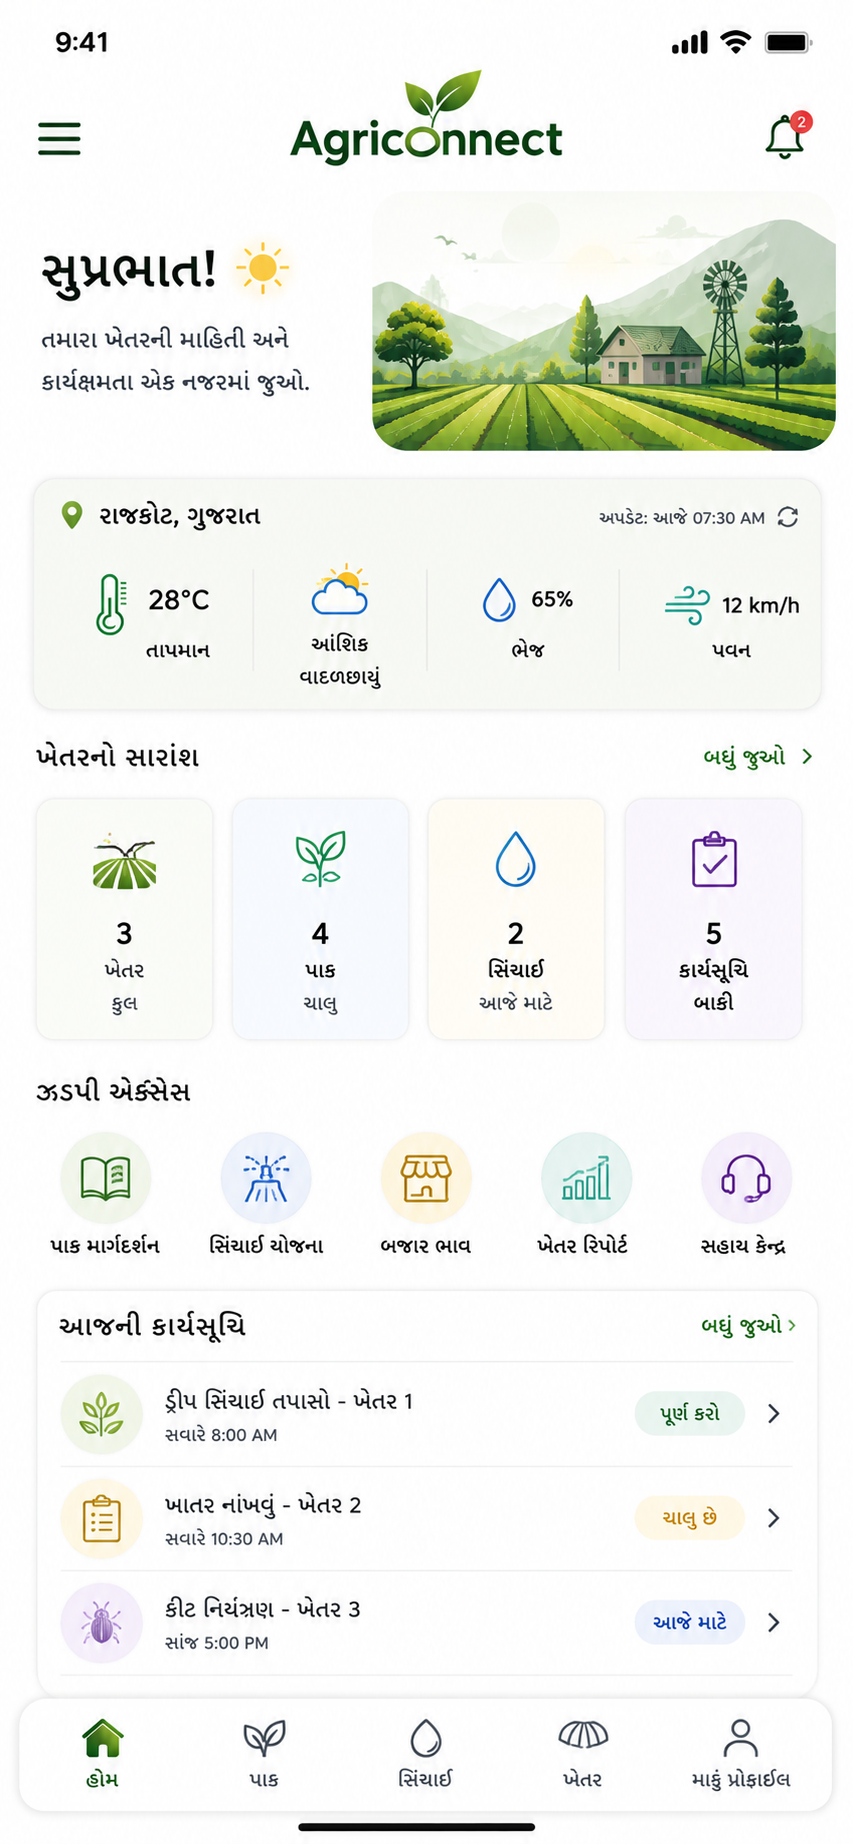 9:41
Agriconnect
2
સુપ્રભાત!
તમારા ખેતરની માહિતી અને
કાર્યક્ષમતા એક નજરમાં જુઓ.
રાજકોટ, ગુજરાત
અપડેટ: આજે 07:30 AM
28°C
તાપમાન
આંશિક
વાદળછાયું
65%
ભેજ
12 km/h
પવન
ખેતરનો સારાંશ
બધું જુઓ
3
ખેતર
કુલ
4
પાક
ચાલુ
2
સિંચાઈ
આજે માટે
5
કાર્યસૂચિ
બાકી
ઝડપી એક્સેસ
પાક માર્ગદર્શન
સિંચાઈ યોજના
બજાર ભાવ
ખેતર રિપોર્ટ
સહાય કેન્દ્ર
આજની કાર્યસૂચિ
બધું જુઓ
ડ્રીપ સિંચાઈ તપાસો - ખેતર 1
સવારે 8:00 AM
પૂર્ણ કરો
ખાતર નાંખવું - ખેતર 2
સવારે 10:30 AM
ચાલુ છે
કીટ નિયંત્રણ - ખેતર 3
સાંજ 5:00 PM
આજે માટે
હોમ
પાક
સિંચાઈ
ખેતર
માકું પ્રોફાઈલ